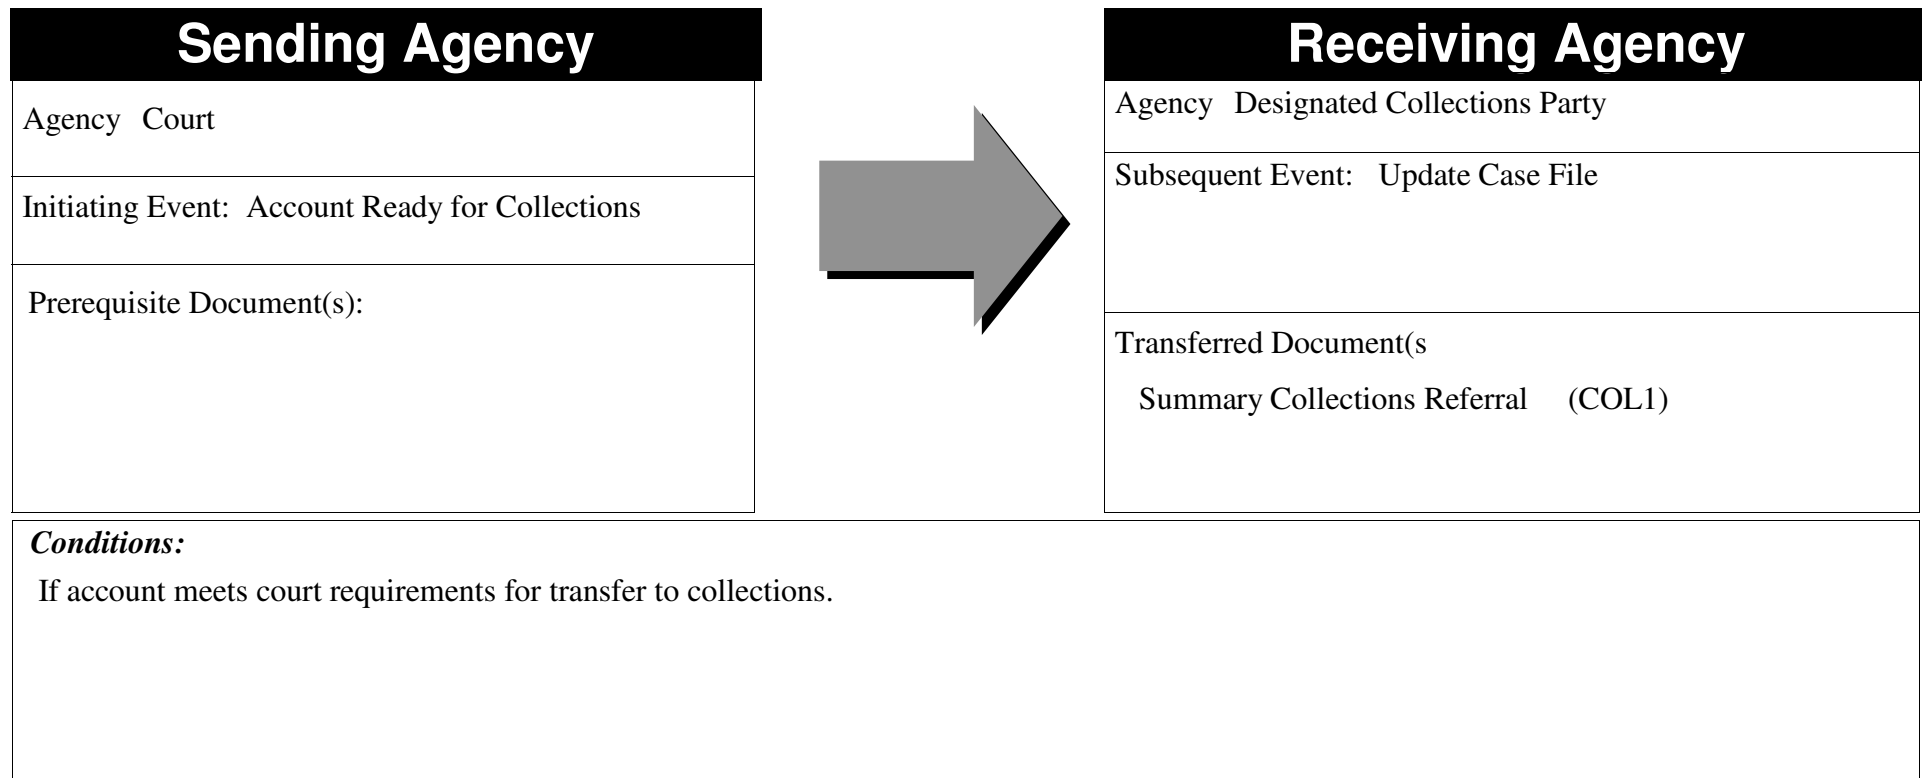 Sending Agency
Agency Court
Initiating Event: Account Ready for Collections
Prerequisite Document(s):
Receiving Agency
Agency Designated Collections Party
Subsequent Event: Update Case File
Transferred Document(s
Summary Collections Referral (COL1)
Conditions:
If account meets court requirements for transfer to collections.